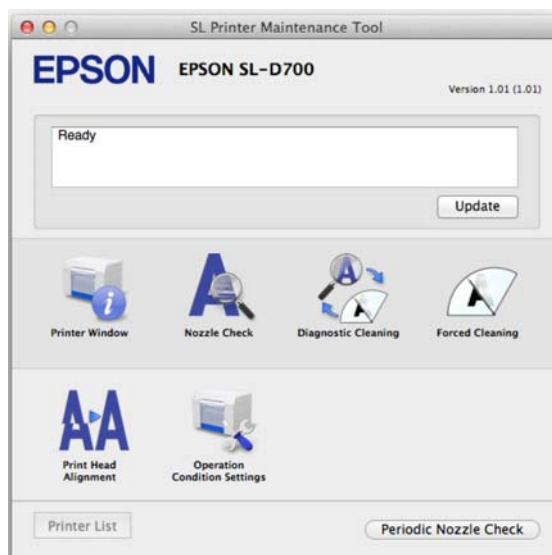 SL Printer Maintenance Tool
EPSON EPSON SL-D700
Version 1.01 (1.01)
Ready
Update
Printer Window Nozzle Check Diagnostic Cleaning Forced Cleaning
Print Head Operation
Alignment Condition Settings
Printer List Periodic Nozzle Check